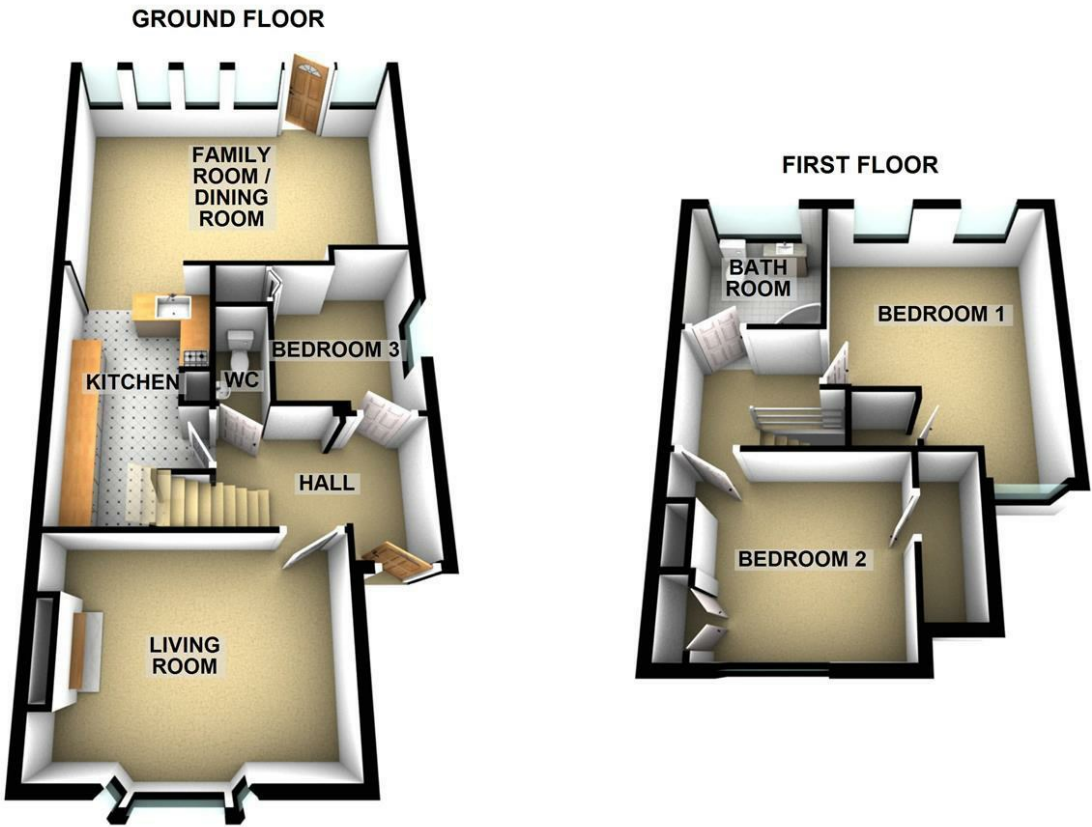 GROUND FLOOR
FAMILY
ROOM /
DINING
ROOM
BEDROOM 3
KITCHEN
WC
HALL
LIVING
ROOM
FIRST FLOOR
BATH
ROOM
BEDROOM 1
BEDROOM 2